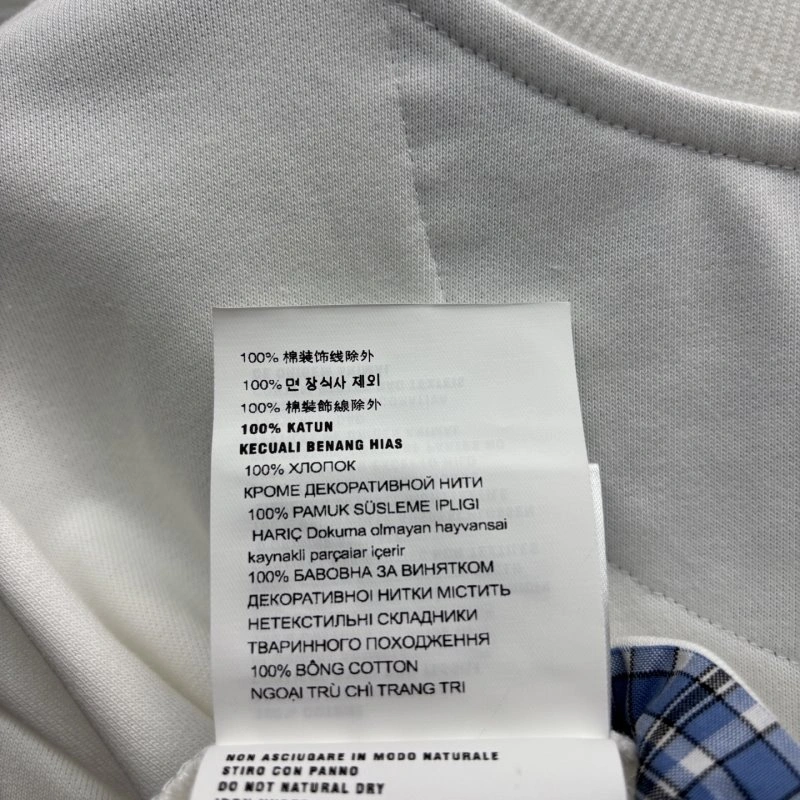 100% 棉装饰线除外
100% 면 장식사 제외
100% 棉裝飾線除外
100% KATUN
KECUALI BENANG HIAS
100% ХЛОПОК
КРОМЕ ДЕКОРАТИВНОЙ НИТИ
100% PAMUK SÜSLEME IPLIGI
HARIÇ Dokuma olmayan hayvansai
kaynakli parçaiar içerir
100% БАВОВНА ЗА ВИНЯТКОМ
ДЕКОРАТИВНОІ НИТКИ МІСТИТЬ
НЕТЕКСТИЛЬНІ СКЛАДНИКИ
ТВАРИННОГО ПОХОДЖЕННЯ
100% BÔNG COTTON
NGOẠI TRÙ CHÌ TRANG TRI
NON ASCIUGARE IN MODO NATURALE
STIRO CON PANNO
DO NOT NATURAL DRY